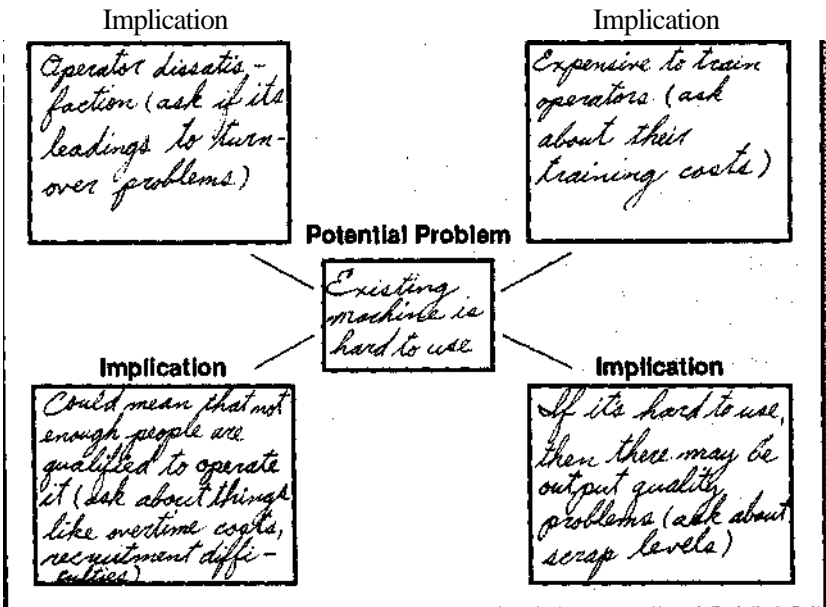 Implication
Operator dissatis-
faction (ask if its
leadings to turn-
over problems)
Implication
Expensive to train
operators (ask
about their
training costs)
Potential Problem
Existing
machine is
hard to use
Implication
Could mean that not
enough people are
qualified to operate
it (ask about things
like overtime costs,
recruitment diffi-
culties)
Implication
If it's hard to use,
then there may be
output quality
problems (ask about
scrap levels)